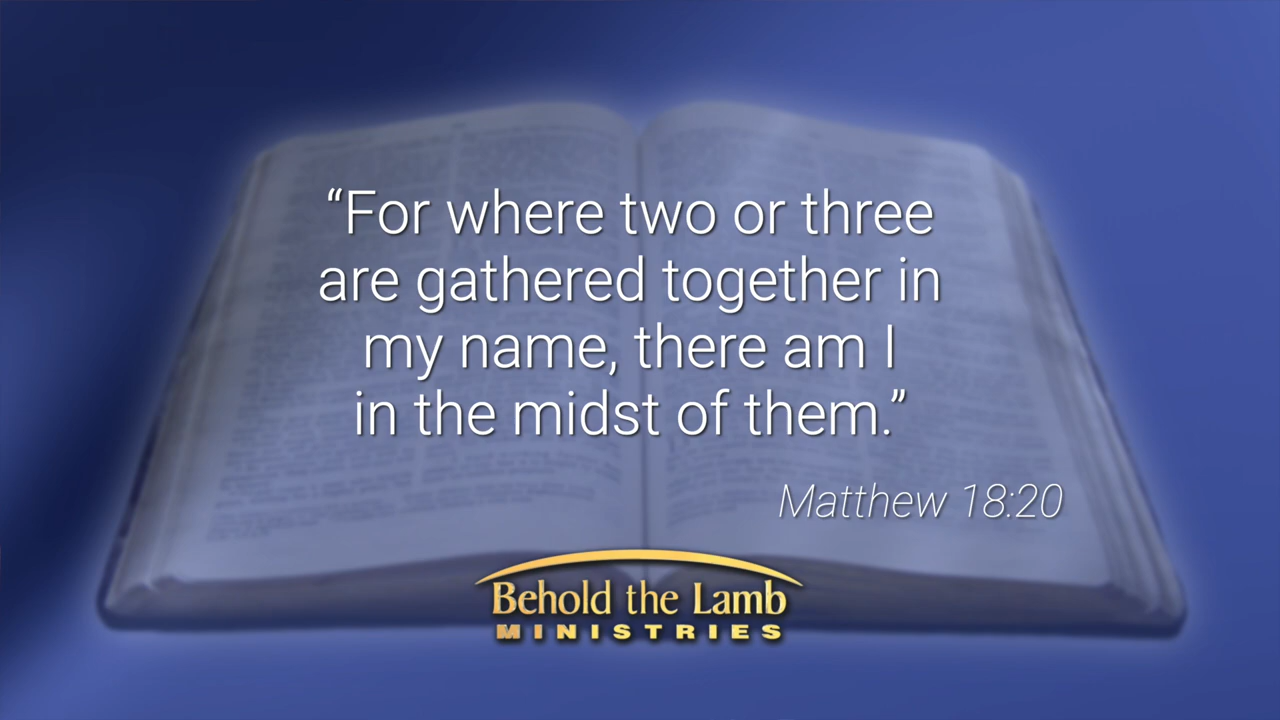 “For where two or three
are gathered together in
my name, there am I
in the midst of them.”
Matthew 18:20
Behold the Lamb
MINISTRIES